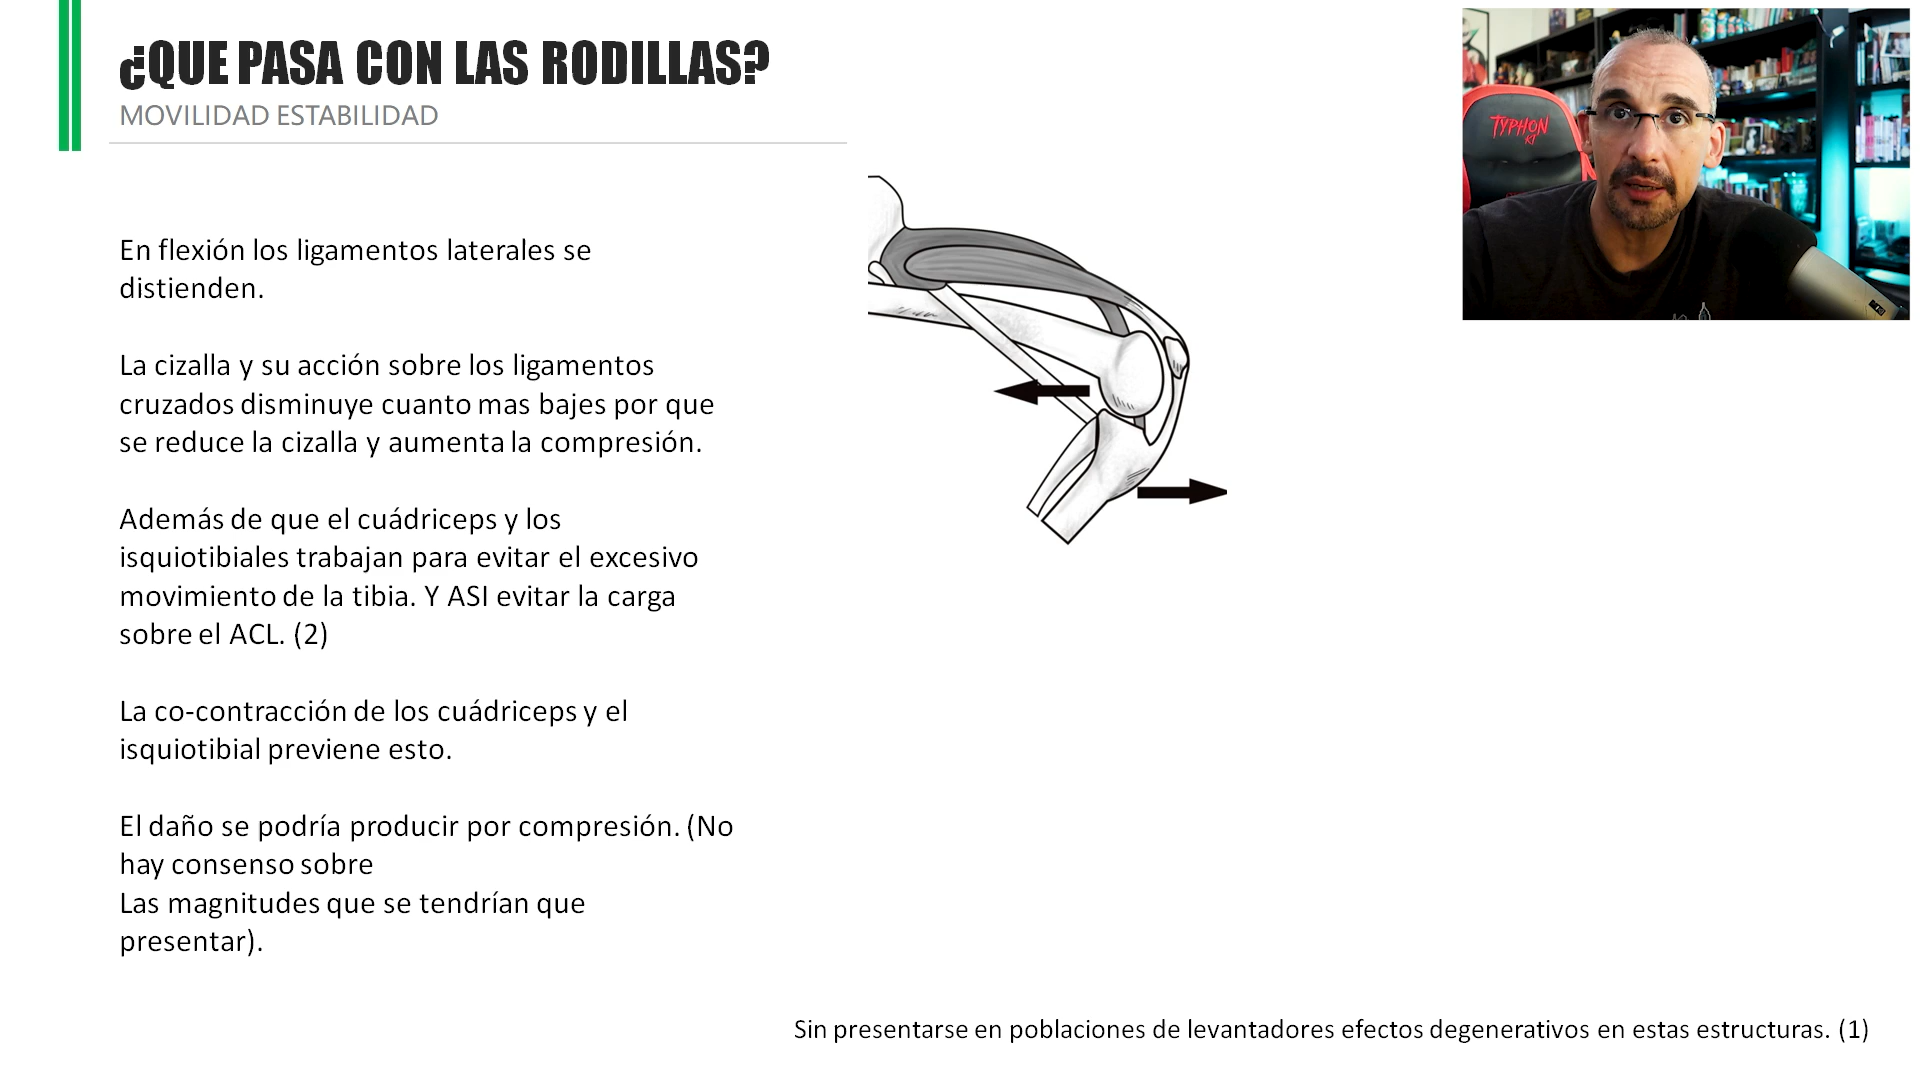 ¿QUE PASA CON LAS RODILLAS?
MOVILIDAD ESTABILIDAD
TYPHON
KT
En flexión los ligamentos laterales se
distienden.
La cizalla y su acción sobre los ligamentos
cruzados disminuye cuanto mas bajes por que
se reduce la cizalla y aumenta la compresión.
Además de que el cuádriceps y los
isquiotibiales trabajan para evitar el excesivo
movimiento de la tibia. Y ASI evitar la carga
sobre el ACL. (2)
La co-contracción de los cuádriceps y el
isquiotibial previene esto.
El daño se podría producir por compresión. (No
hay consenso sobre
Las magnitudes que se tendrían que
presentar).
Sin presentarse en poblaciones de levantadores efectos degenerativos en estas estructuras. (1)